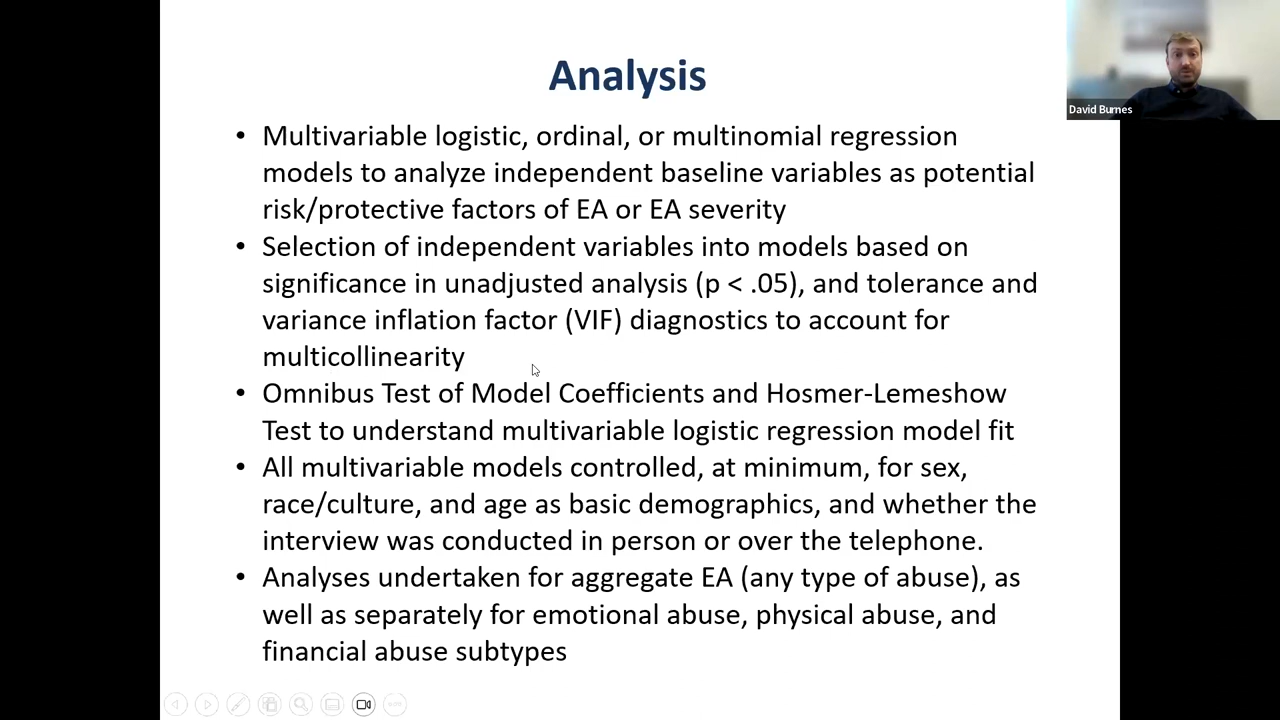 Analysis
David Burnes
• Multivariable logistic, ordinal, or multinomial regression
models to analyze independent baseline variables as potential
risk/protective factors of EA or EA severity
• Selection of independent variables into models based on
significance in unadjusted analysis (p < .05), and tolerance and
variance inflation factor (VIF) diagnostics to account for
multicollinearity
• Omnibus Test of Model Coefficients and Hosmer-Lemeshow
Test to understand multivariable logistic regression model fit
• All multivariable models controlled, at minimum, for sex,
race/culture, and age as basic demographics, and whether the
interview was conducted in person or over the telephone.
• Analyses undertaken for aggregate EA (any type of abuse), as
well as separately for emotional abuse, physical abuse, and
financial abuse subtypes